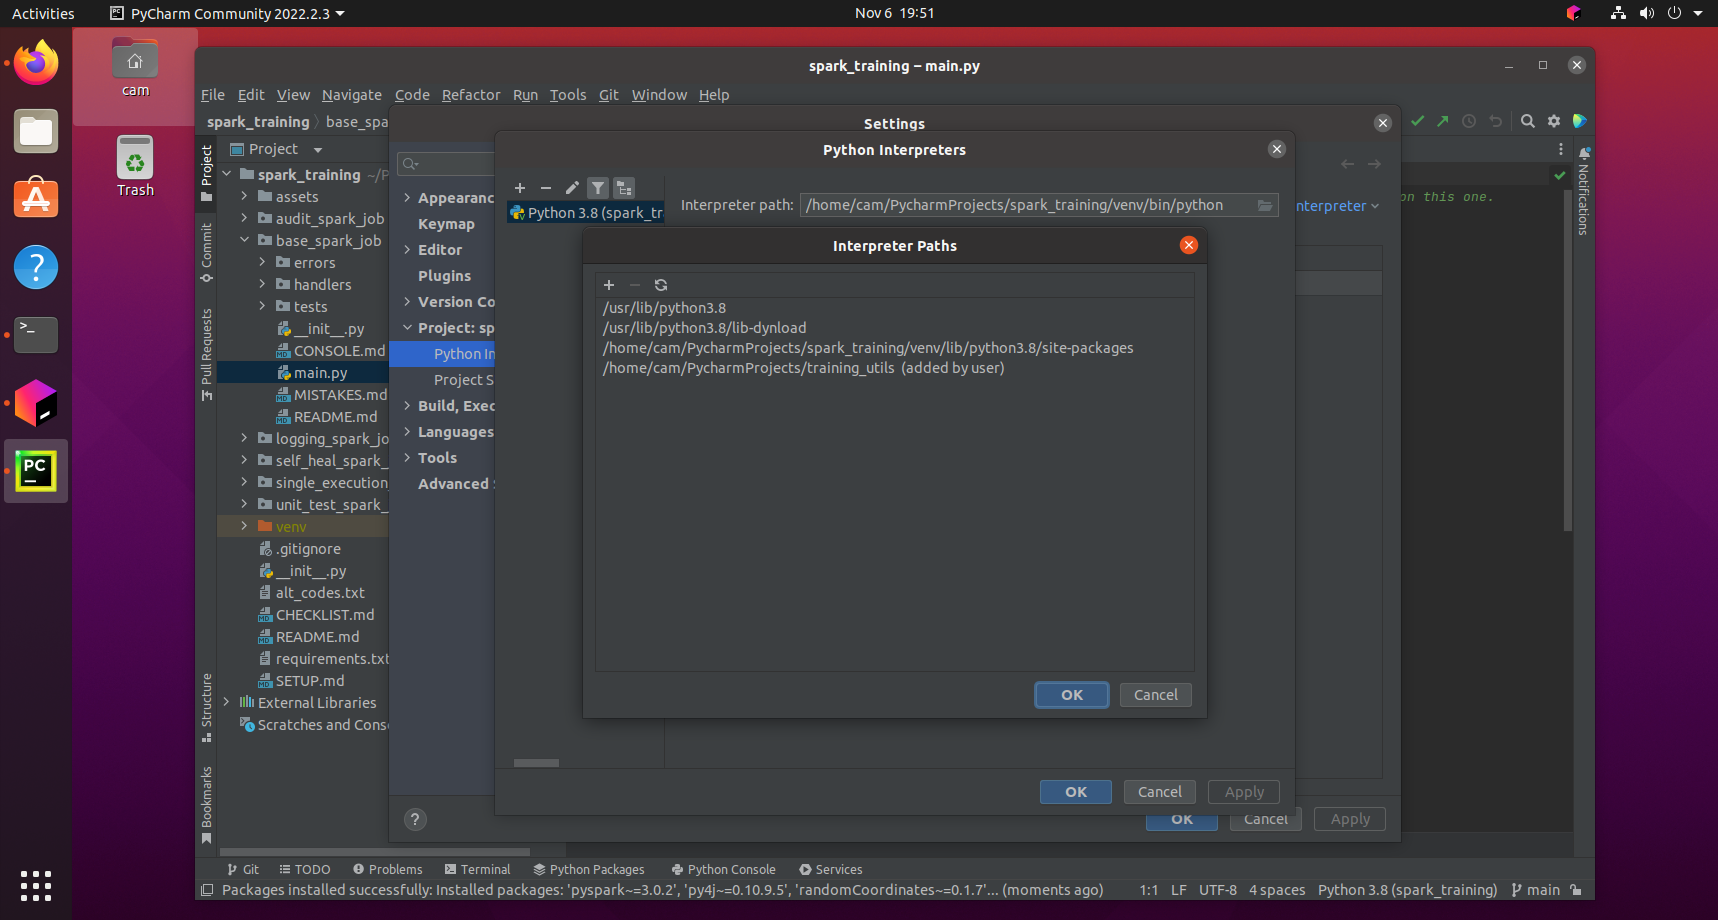 Activities
PyCharm Community 2022.2.3
Nov 6 19:51
cam
Trash
spark_training – main.py
File Edit View Navigate Code Refactor Run Tools Git Window Help
spark_training base_spa
Settings
Python Interpreters
Project
Project
Commit
Pull Requests
Structure
Bookmarks
Notifications
spark_training ~/P
assets
audit_spark_job
base_spark_job
errors
handlers
tests
__init__.py
CONSOLE.md
main.py
MISTAKES.md
README.md
logging_spark_jo
self_heal_spark_
single_execution_
unit_test_spark_
venv
.gitignore
__init__.py
alt_codes.txt
CHECKLIST.md
README.md
requirements.txt
SETUP.md
External Libraries
Scratches and Conso
Appearanc
Keymap
Editor
Plugins
Version Co
Project: sp
Python In
Project S
Build, Exec
Languages
Tools
Advanced S
Python 3.8 (spark_tr
Interpreter path: /home/cam/PycharmProjects/spark_training/venv/bin/python
nterpreter
on this one.
Interpreter Paths
/usr/lib/python3.8
/usr/lib/python3.8/lib-dynload
/home/cam/PycharmProjects/spark_training/venv/lib/python3.8/site-packages
/home/cam/PycharmProjects/training_utils (added by user)
OK Cancel
OK Cancel Apply
?
OK Cancel Apply
Git TODO Problems Terminal Python Packages Python Console Services
Packages installed successfully: Installed packages: 'pyspark~=3.0.2', 'py4j~=0.10.9.5', 'randomCoordinates~=0.1.7'... (moments ago)
1:1 LF UTF-8 4 spaces Python 3.8 (spark_training) main
PC